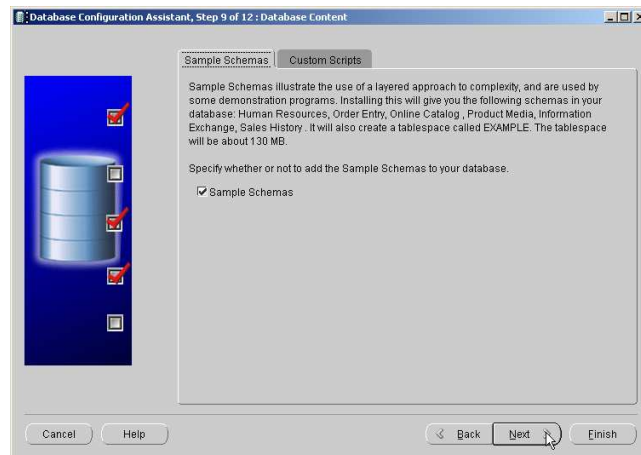 Database Configuration Assistant, Step 9 of 12 : Database Content
Sample Schemas
Custom Scripts
Sample Schemas illustrate the use of a layered approach to complexity, and are used by
some demonstration programs. Installing this will give you the following schemas in your
database: Human Resources, Order Entry, Online Catalog , Product Media, Information
Exchange, Sales History . It will also create a tablespace called EXAMPLE. The tablespace
will be about 130 MB.
Specify whether or not to add the Sample Schemas to your database.
Sample Schemas
Cancel
Help
Back
Next
Finish